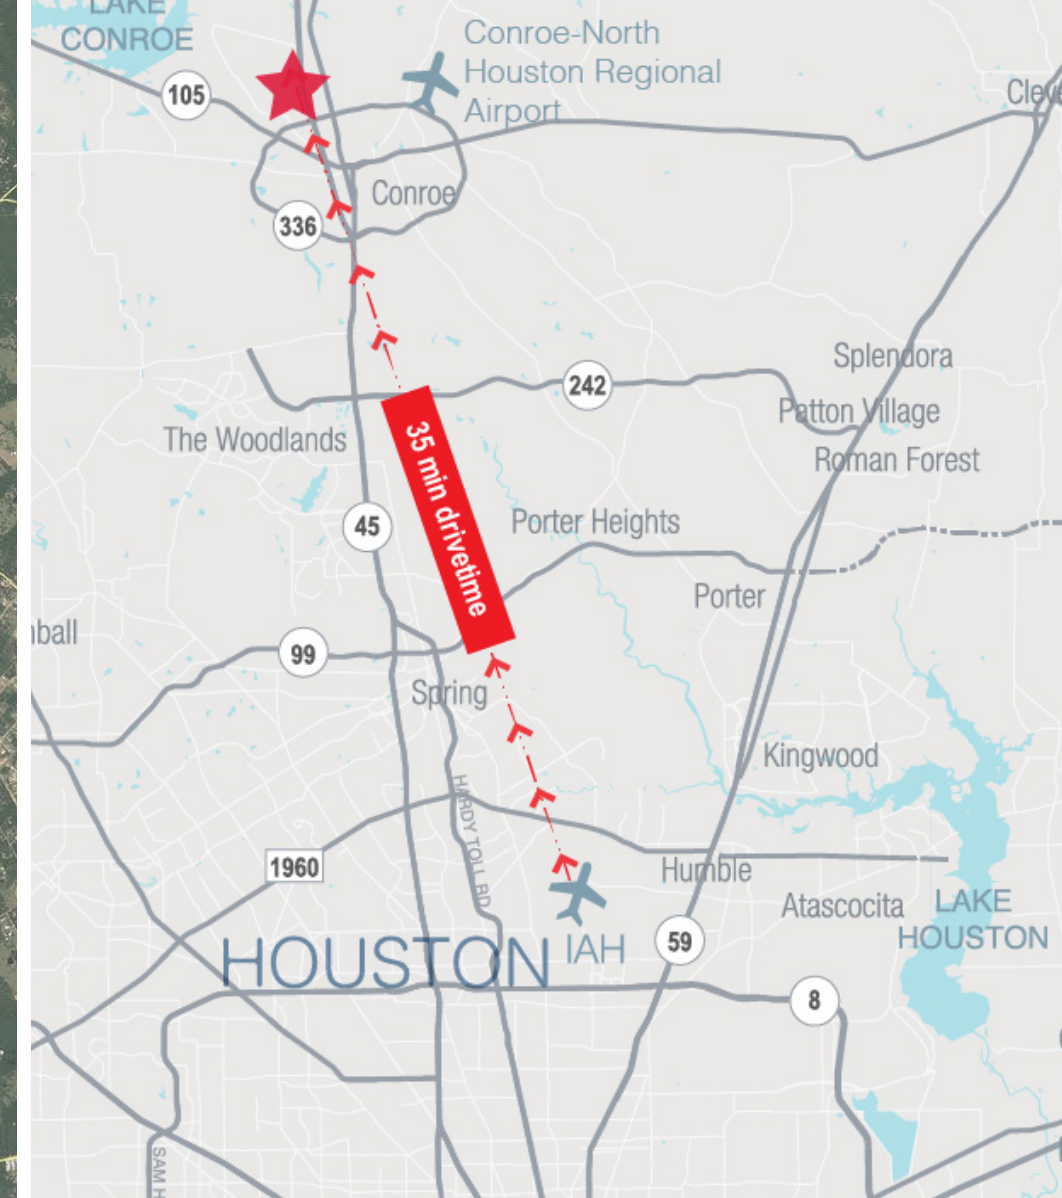 LAKE
CONROE
Conroe-North
Houston Regional
Airport
105
Conroe
336
Splendora
242
Patton Village
The Woodlands
Roman Forest
35 min drivetime
45
Porter Heights
Porter
99
Spring
Kingwood
HARDY TOLL RD
1960
Humble
Atascocita
LAKE
HOUSTON
HOUSTON
IAH
59
8